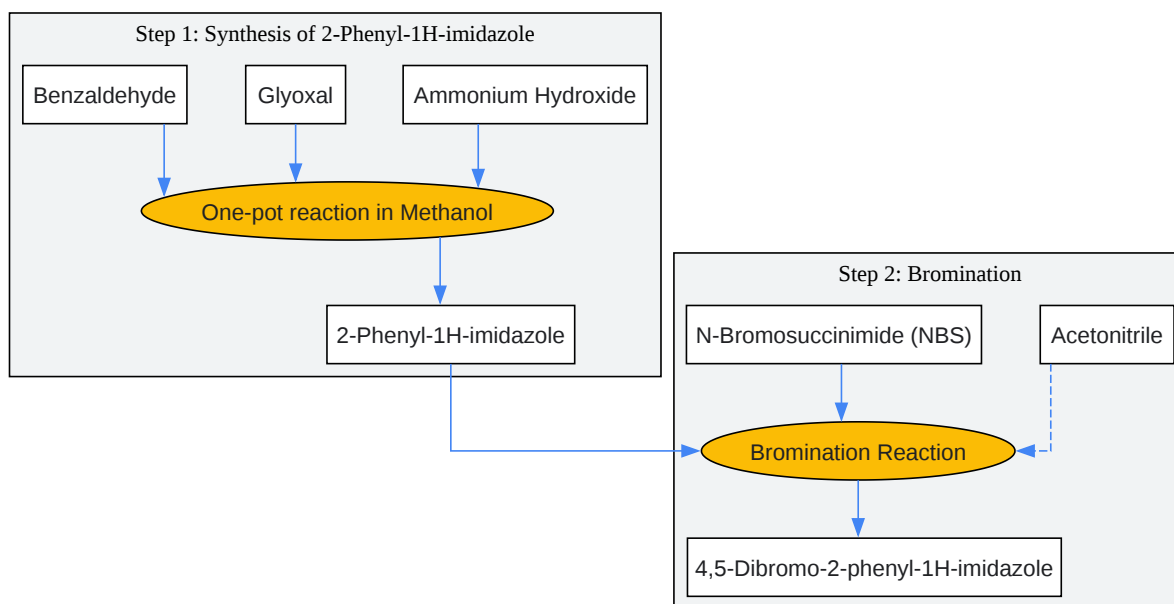 Step 1: Synthesis of 2-Phenyl-1H-imidazole
Benzaldehyde
Glyoxal
Ammonium Hydroxide
One-pot reaction in Methanol
2-Phenyl-1H-imidazole
Step 2: Bromination
N-Bromosuccinimide (NBS)
Acetonitrile
Bromination Reaction
4,5-Dibromo-2-phenyl-1H-imidazole